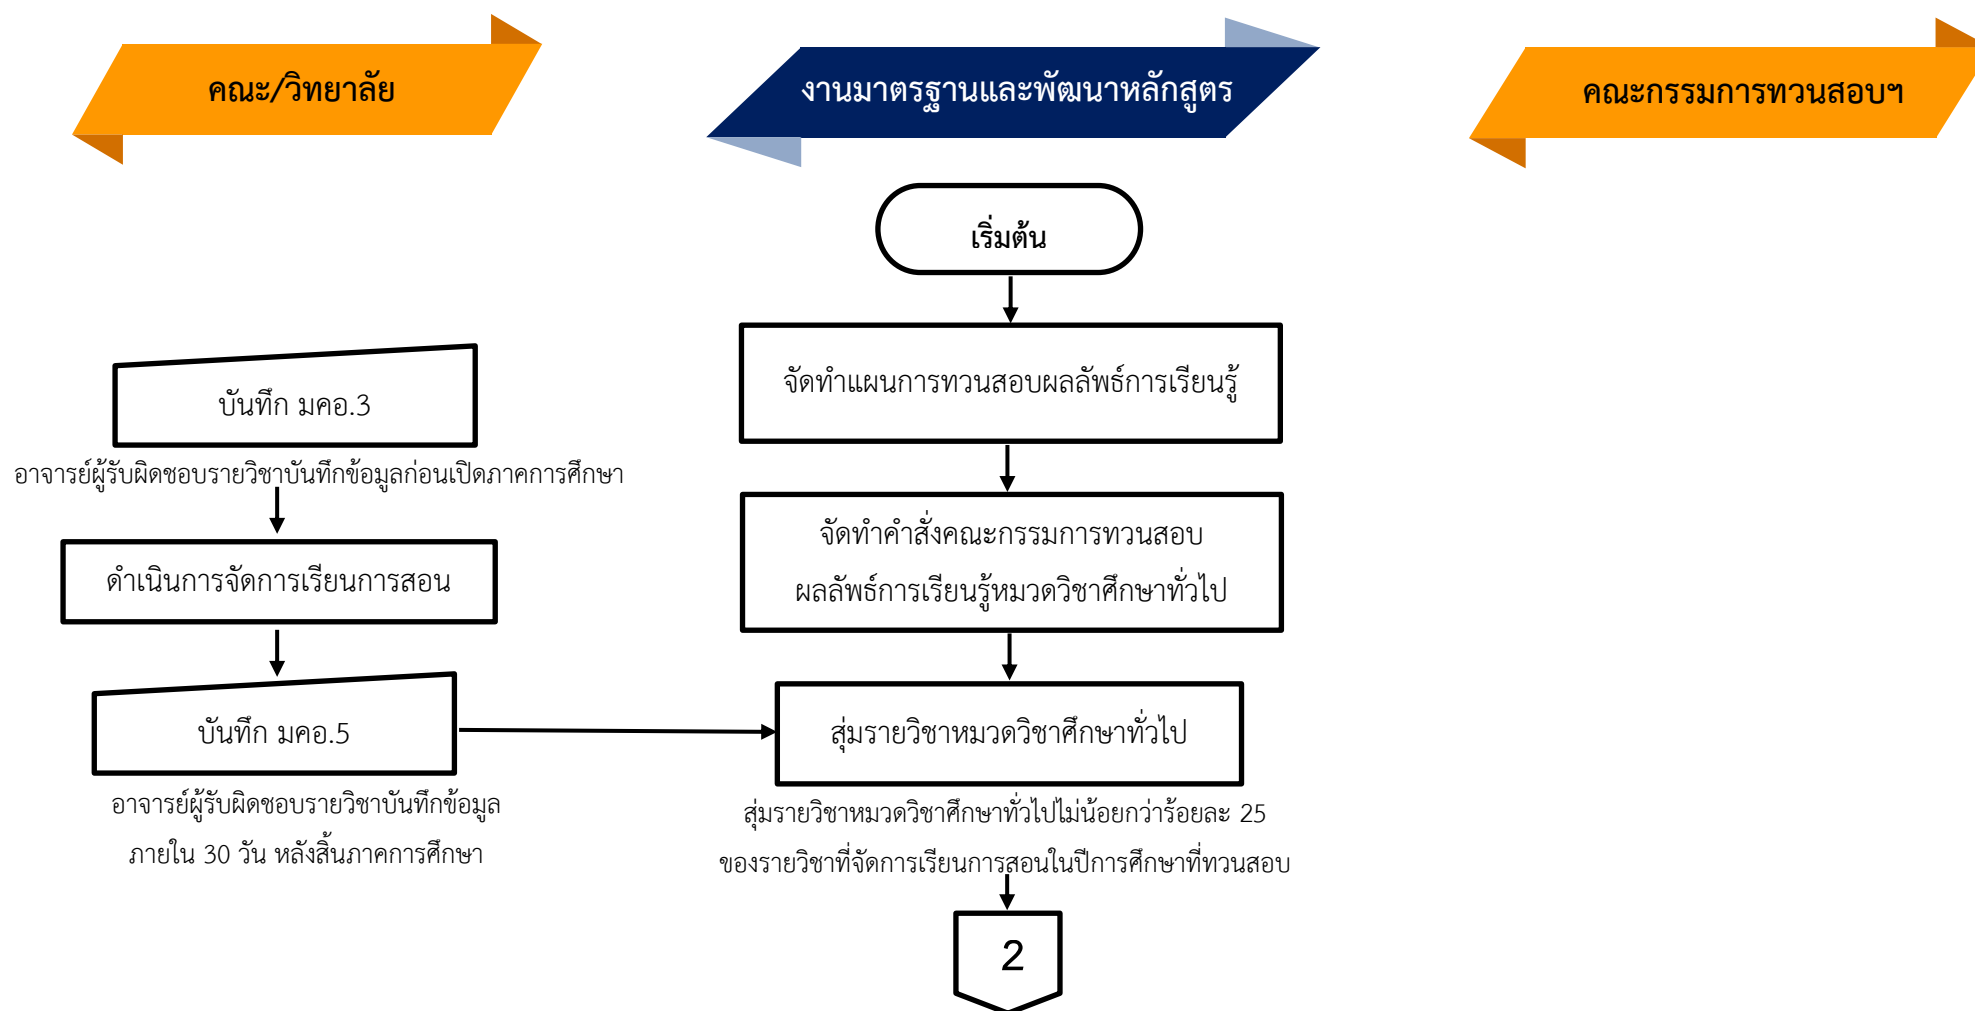 คณะ/วิทยาลัย
งานมาตรฐานและพัฒนาหลักสูตร
คณะกรรมการทวนสอบฯ
เริ่มต้น
จัดทำแผนการทวนสอบผลลัพธ์การเรียนรู้
บันทึก มคอ.3
อาจารย์ผู้รับผิดชอบรายวิชาบันทึกข้อมูลก่อนเปิดภาคการศึกษา
จัดทำคำสั่งคณะกรรมการทวนสอบ
ผลลัพธ์การเรียนรู้หมวดวิชาศึกษาทั่วไป
ดำเนินการจัดการเรียนการสอน
บันทึก มคอ.5
อาจารย์ผู้รับผิดชอบรายวิชาบันทึกข้อมูล
ภายใน 30 วัน หลังสิ้นภาคการศึกษา
สุ่มรายวิชาหมวดวิชาศึกษาทั่วไป
สุ่มรายวิชาหมวดวิชาศึกษาทั่วไปไม่น้อยกว่าร้อยละ 25
ของรายวิชาที่จัดการเรียนการสอนในปีการศึกษาที่ทวนสอบ
2